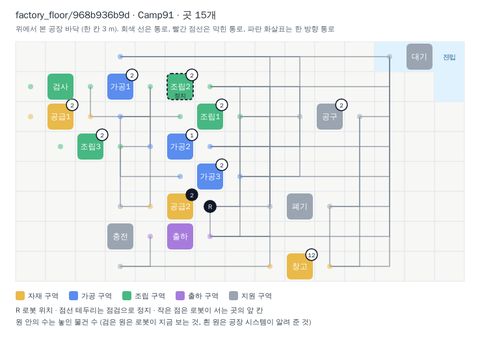 factory_floor/968b936b9d · Camp91 · 곳 15개
위에서 본 공장 바닥 (한 칸 3 m). 회색 선은 통로, 빨간 점선은 막힌 통로, 파란 화살표는 한 방향 통로
대기 진입
검사 가공1 2 조립2 2
공급1 2 조립1 2 공구 2
조립3 2 가공2 1
가공3 2
공급2 2 R 폐기
충전 출하
창고 12
자재 구역 가공 구역 조립 구역 출하 구역 지원 구역
R 로봇 위치 · 점선 테두리는 점검으로 정지 · 작은 점은 로봇이 서는 곳의 앞 칸
원 안의 수는 놓인 물건 수 (검은 원은 로봇이 지금 보는 것, 흰 원은 공장 시스템이 알려 준 것)